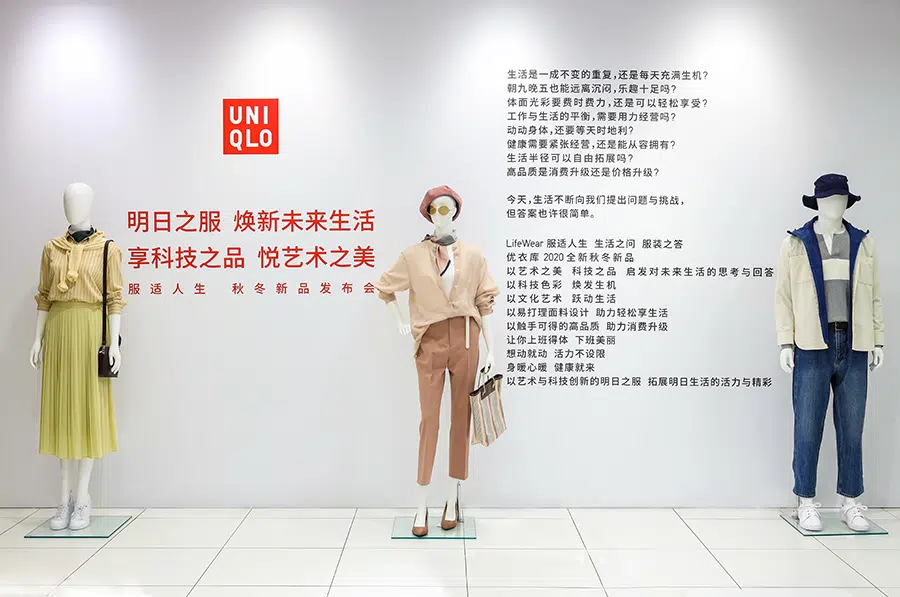 UNI
QLO
明日之服 焕新未来生活
享科技之品 悦艺术之美
服适人生 秋冬新品发布会
生活是一成不变的重复,还是每天充满生机?
朝九晚五也能远离沉闷,乐趣十足吗?
体面光彩要费时费力,还是可以轻松享受?
工作与生活的平衡,需要用力经营吗?
动动身体,还要等天时地利?
健康需要紧张经营,还是能从容拥有?
生活半径可以自由拓展吗?
高品质是消费升级还是价格升级?
今天,生活不断向我们提出问题与挑战,
但答案也许很简单。
LifeWear 服适人生 生活之问 服装之答
优衣库 2020 全新秋冬新品
以艺术之美 科技之品 启发对未来生活的思考与回答
以科技色彩 焕发生机
以文化艺术 跃动生活
以易打理面料设计 助力轻松享生活
以触手可得的高品质 助力消费升级
让你上班得体 下班美丽
想动就动 活力不设限
身暖心暖 健康就来
以艺术与科技创新的明日之服 拓展明日生活的活力与精彩